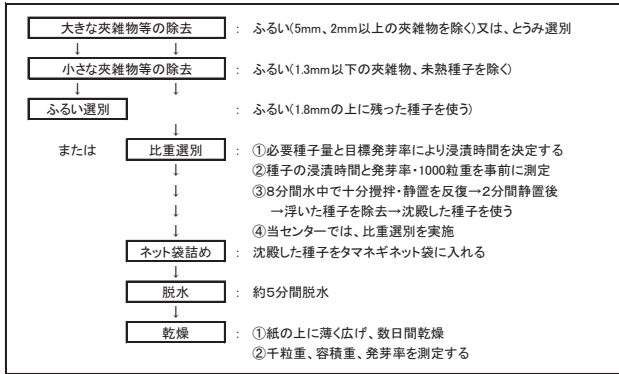 大きな夾雑物等の除去 : ふるい(5mm、2mm以上の夾雑物を除く)又は、とうみ選別
↓ ↓
小さな夾雑物等の除去 : ふるい(1.3mm以下の夾雑物、未熟種子を除く)
↓ ↓
ふるい選別 : ふるい(1.8mmの上に残った種子を使う)
↓
または 比重選別 : ①必要種子量と目標発芽率により浸漬時間を決定する
↓ ②種子の浸漬時間と発芽率・1000粒重を事前に測定
↓ ③8分間水中で十分攪拌・静置を反復→2分間静置後
↓ →浮いた種子を除去→沈殿した種子を使う
↓ ④当センターでは、比重選別を実施
ネット袋詰め : 沈殿した種子をタマネギネット袋に入れる
↓
脱水 : 約5分間脱水
↓
乾燥 : ①紙の上に薄く広げ、数日間乾燥
②千粒重、容積重、発芽率を測定する